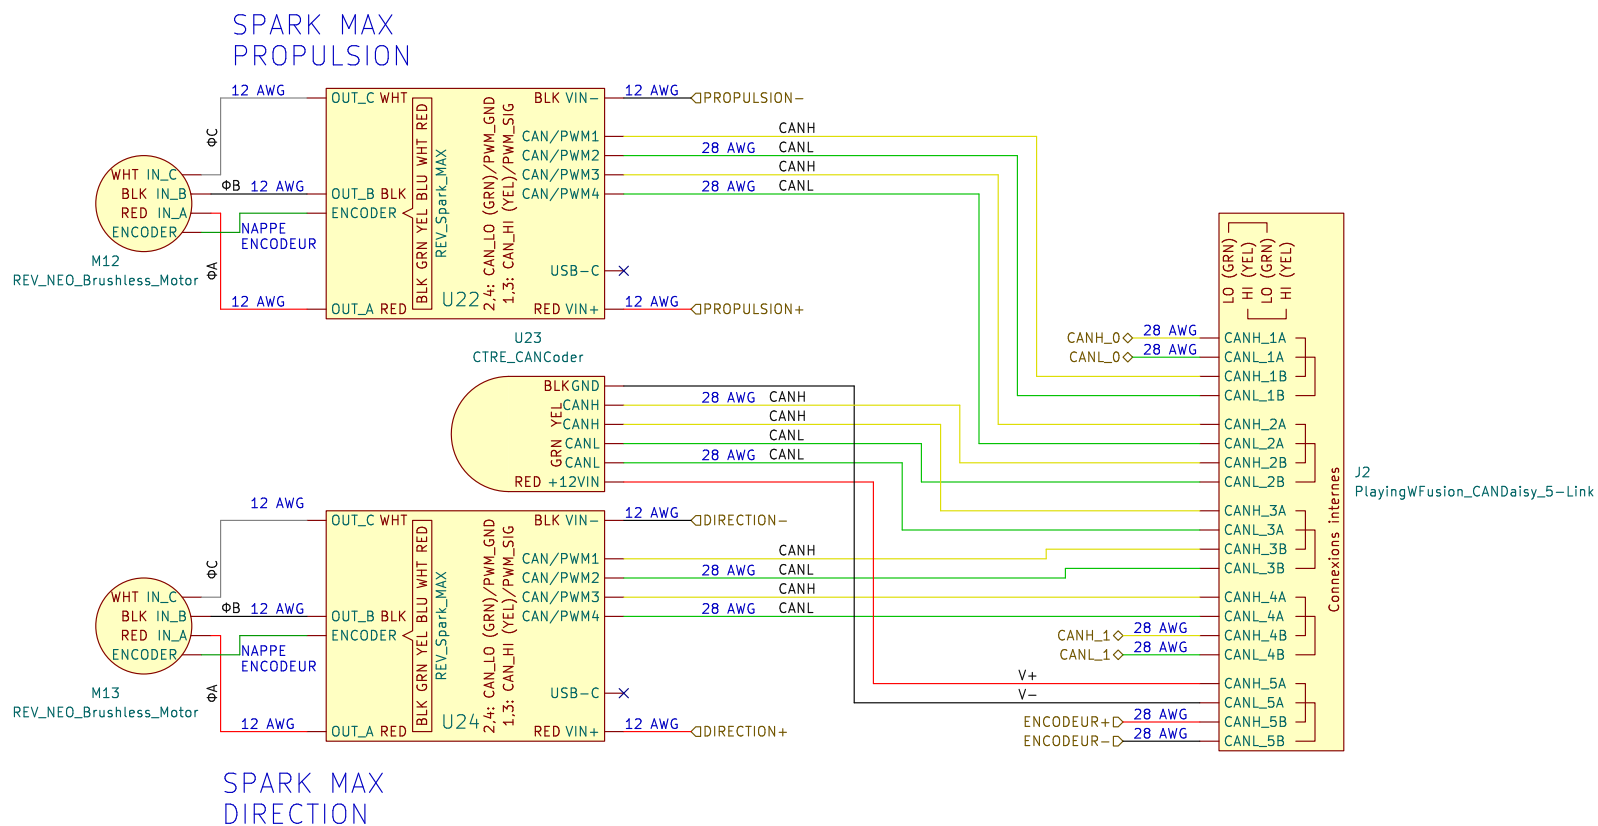 SPARK MAX
PROPULSION
12 AWG
ΦC
WHT IN_C
BLK IN_B
RED IN_A
ENCODER
M12
REV_NEO_Brushless_Motor
ΦB
12 AWG
NAPPE
ENCODEUR
ΦA
12 AWG
OUT_C WHT
OUT_B BLK
ENCODER
OUT_A RED
BLK GRN YEL BLU WHT RED
REV_Spark_MAX
U22
2,4: CAN_LO (GRN)/PWM_GND
1,3: CAN_HI (YEL)/PWM_SIG
BLK VIN-
CAN/PWM1
CAN/PWM2
CAN/PWM3
CAN/PWM4
USB-C
RED VIN+
12 AWG
PROPULSION-
CANH
28 AWG
CANL
CANH
28 AWG
CANL
12 AWG
PROPULSION+
U23
CTRE_CANCoder
BLK GND
YEL
CANH
CANH
GRN
CANL
CANL
RED +12VIN
28 AWG
CANH
CANH
CANL
28 AWG
CANL
12 AWG
ΦC
WHT IN_C
BLK IN_B
RED IN_A
ENCODER
M13
REV_NEO_Brushless_Motor
ΦB
12 AWG
NAPPE
ENCODEUR
ΦA
12 AWG
OUT_C WHT
OUT_B BLK
ENCODER
OUT_A RED
BLK GRN YEL BLU WHT RED
REV_Spark_MAX
U24
2,4: CAN_LO (GRN)/PWM_GND
1,3: CAN_HI (YEL)/PWM_SIG
BLK VIN-
CAN/PWM1
CAN/PWM2
CAN/PWM3
CAN/PWM4
USB-C
RED VIN+
12 AWG
DIRECTION-
CANH
28 AWG
CANL
CANH
28 AWG
CANL
12 AWG
DIRECTION+
V+
V-
SPARK MAX
DIRECTION
CANH_0
28 AWG
CANL_0
28 AWG
CANH_1
28 AWG
CANL_1
28 AWG
ENCODEUR+
28 AWG
ENCODEUR-
28 AWG
LO (GRN)
HI (YEL)
LO (GRN)
HI (YEL)
CANH_1A
CANL_1A
CANH_1B
CANL_1B
CANH_2A
CANL_2A
CANH_2B
CANL_2B
CANH_3A
CANL_3A
CANH_3B
CANL_3B
CANH_4A
CANL_4A
CANH_4B
CANL_4B
CANH_5A
CANL_5A
CANH_5B
CANL_5B
Connexions internes
J2
PlayingWFusion_CANDaisy_5-Link